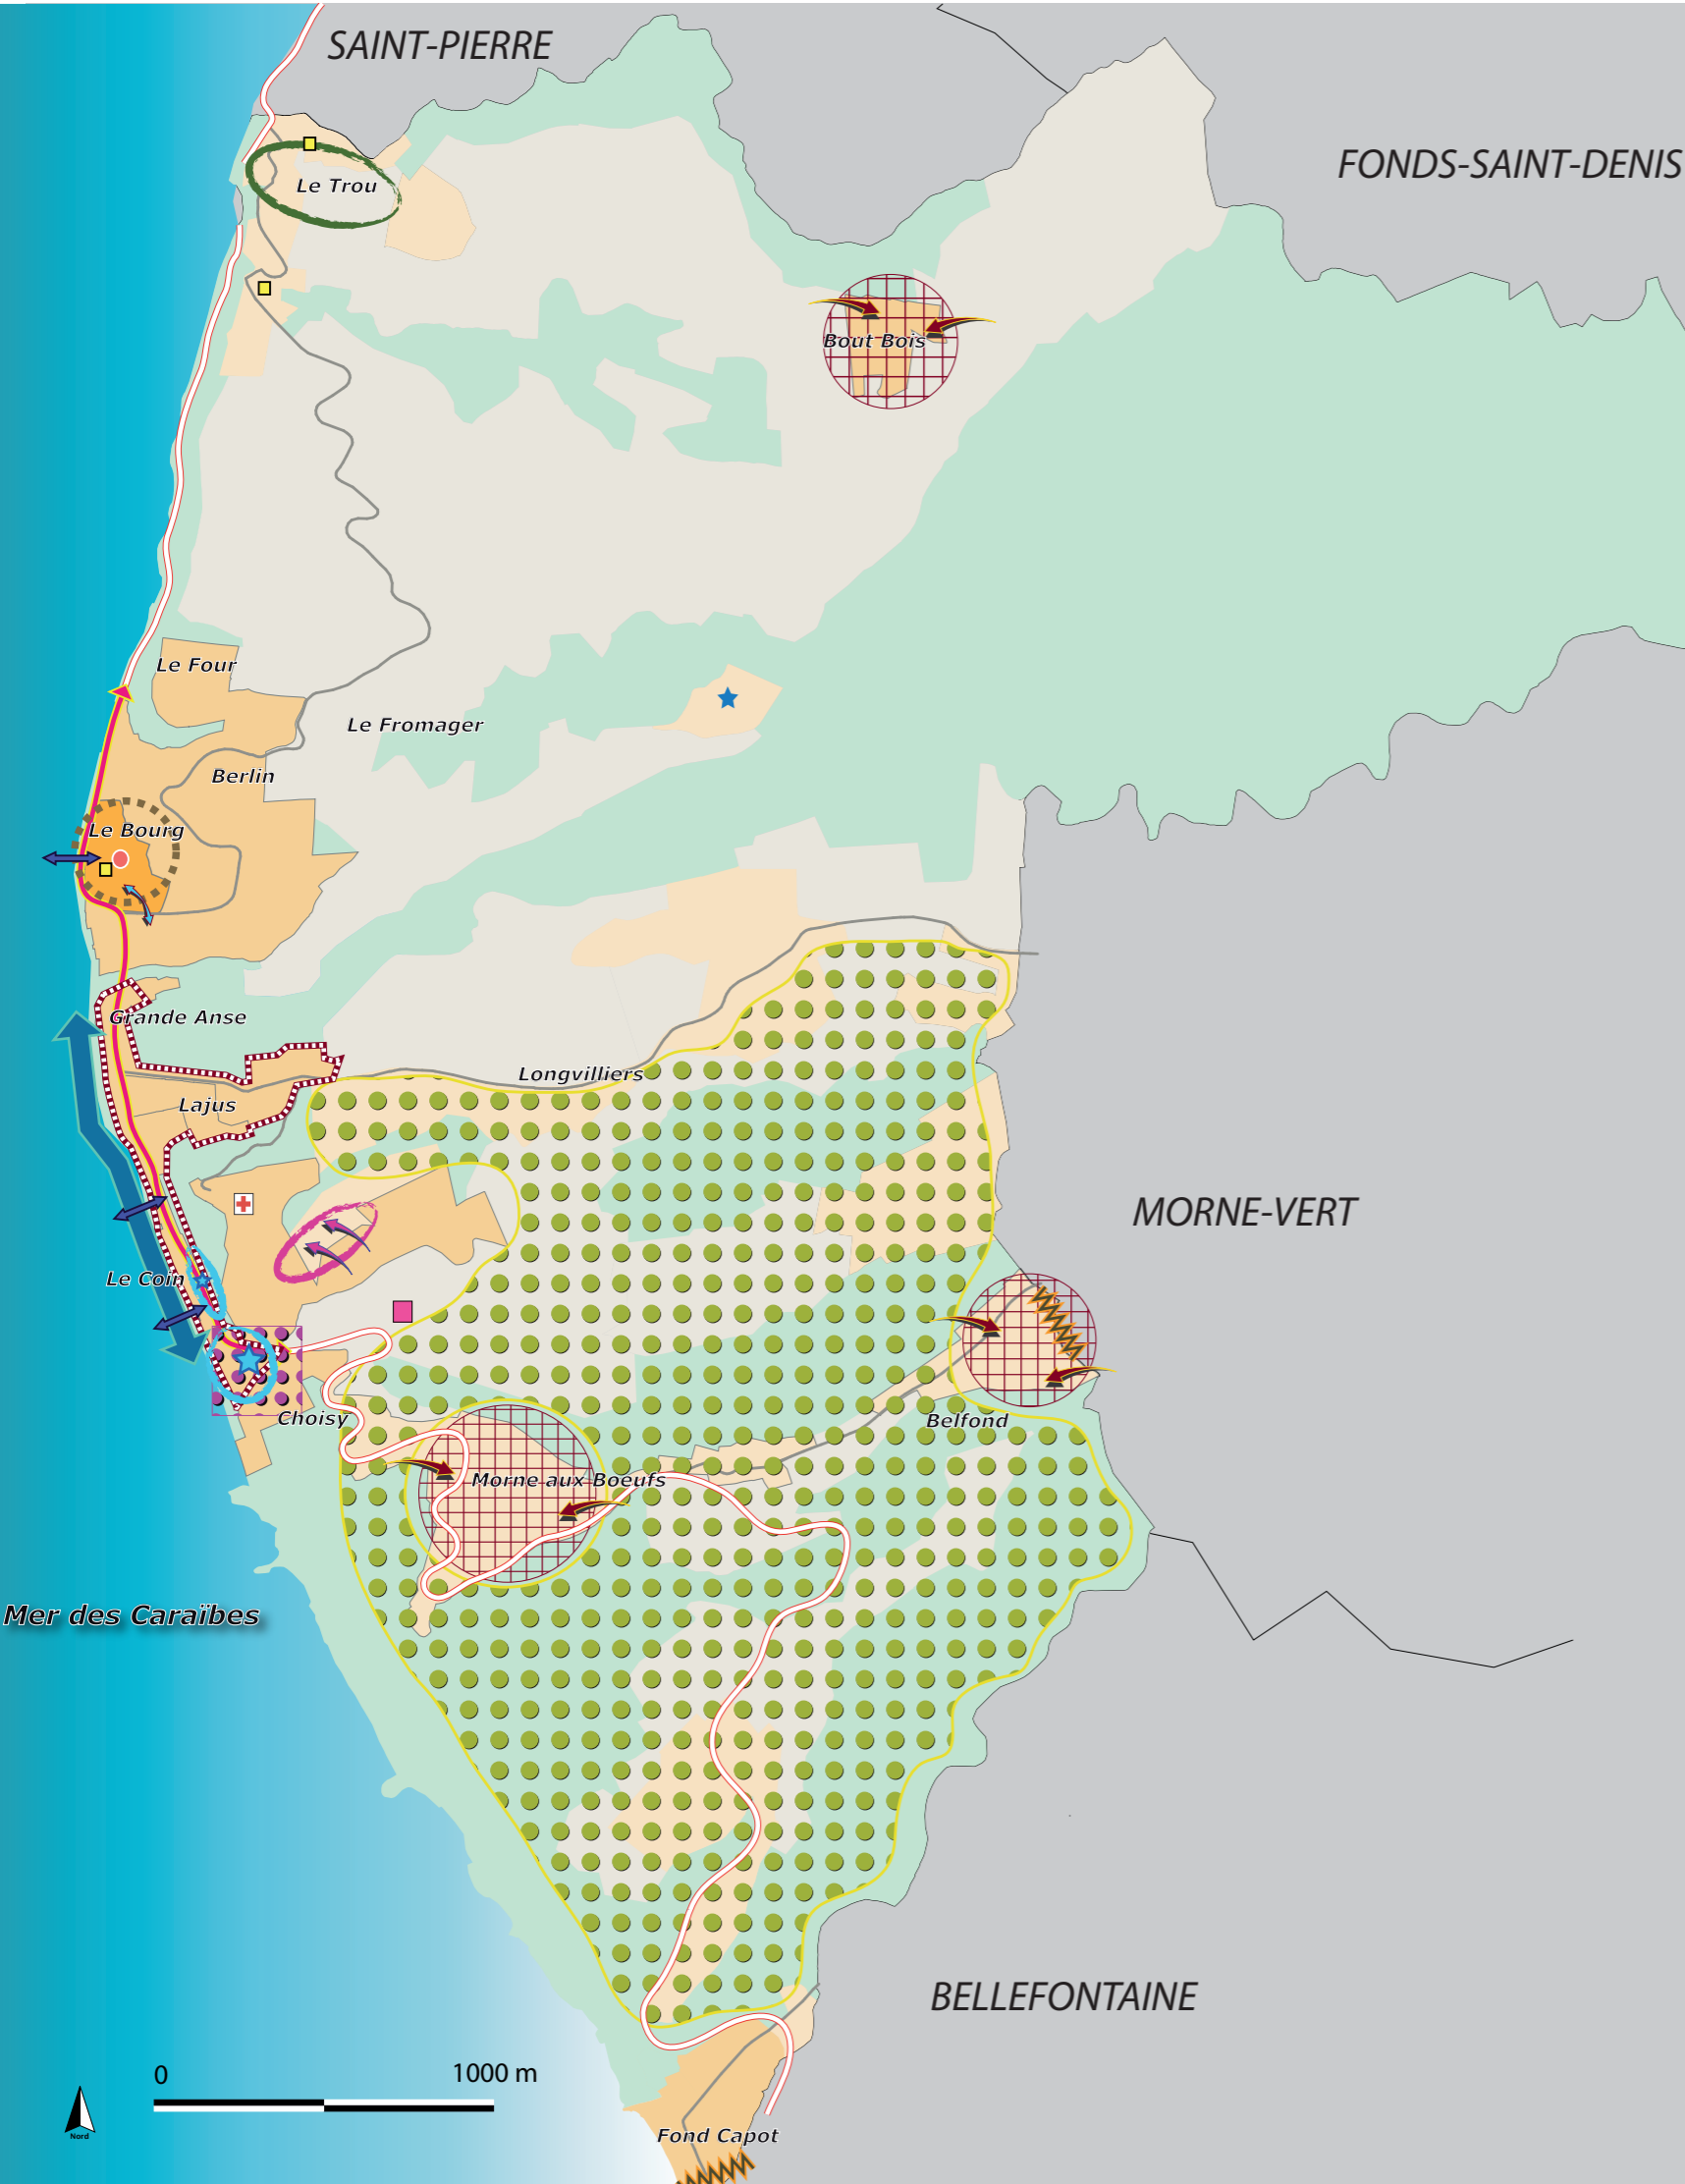 SAINT-PIERRE
FONDS-SAINT-DENIS
Le Trou
Bout Bois
Le Four
Le Fromager
Berlin
Le Bourg
Grande Anse
Longvilliers
Lajus
MORNE-VERT
Le Coin
Choisy
Belfond
Morne aux Boeufs
Mer des Caraïbes
BELLEFONTAINE
0
1000 m
Nord
Fond Capot